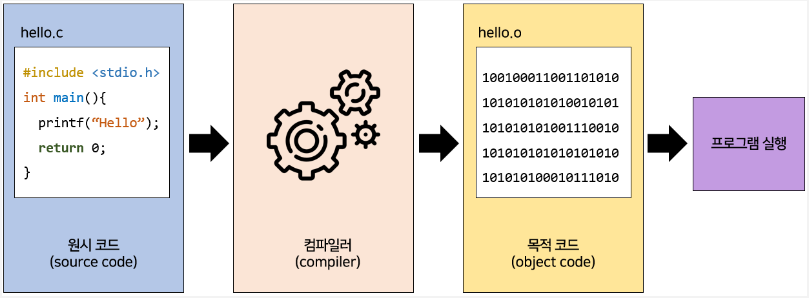 hello.c
#include <stdio.h>
int main(){
printf(“Hello”);
return 0;
}
원시 코드
(source code)
컴파일러
(compiler)
hello.o
100100011001101010
101010101010010101
101010101001110010
101010101010101010
101010100010111010
목적 코드
(object code)
프로그램 실행